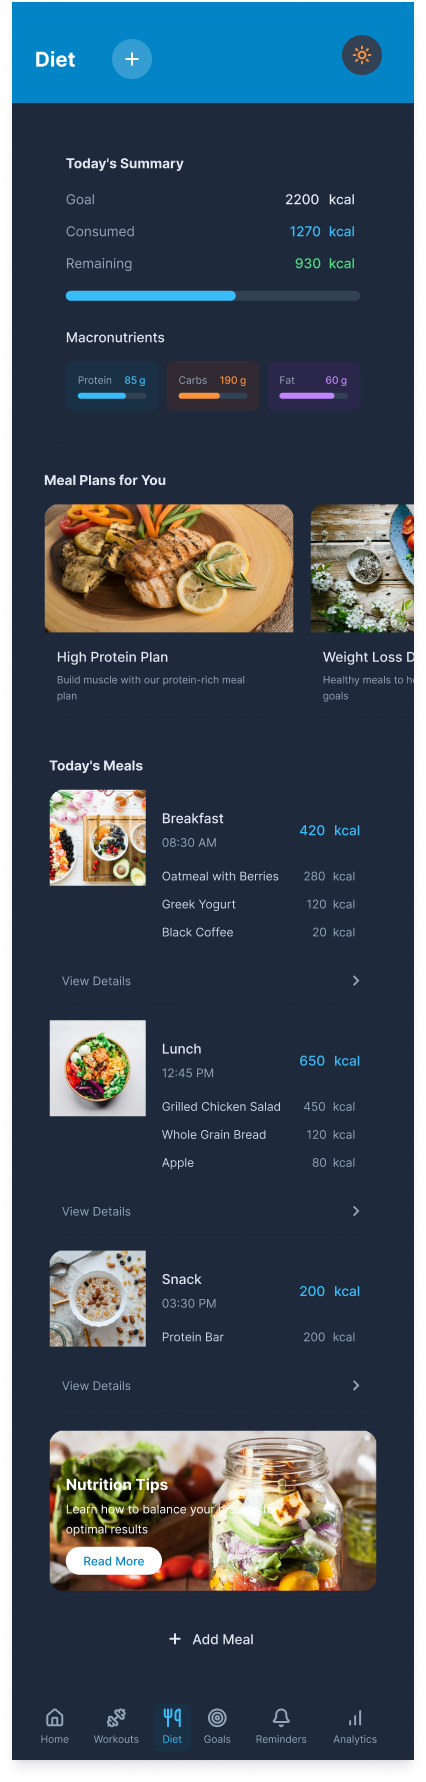 Diet
Today's Summary
Goal 2200 kcal
Consumed 1270 kcal
Remaining 930 kcal
Macronutrients
Protein 85 g Carbs 190 g Fat 60 g
Meal Plans for You
High Protein Plan
Build muscle with our protein-rich meal
plan
Weight Loss D
Healthy meals to he
goals
Today's Meals
Breakfast
420 kcal
08:30 AM
Oatmeal with Berries 280 kcal
Greek Yogurt 120 kcal
Black Coffee 20 kcal
View Details
Lunch
650 kcal
12:45 PM
Grilled Chicken Salad 450 kcal
Whole Grain Bread 120 kcal
Apple 80 kcal
View Details
Snack
200 kcal
03:30 PM
Protein Bar 200 kcal
View Details
Nutrition Tips
Learn how to balance your for
optimal results
Read More
Add Meal
Home Workouts Diet Goals Reminders Analytics